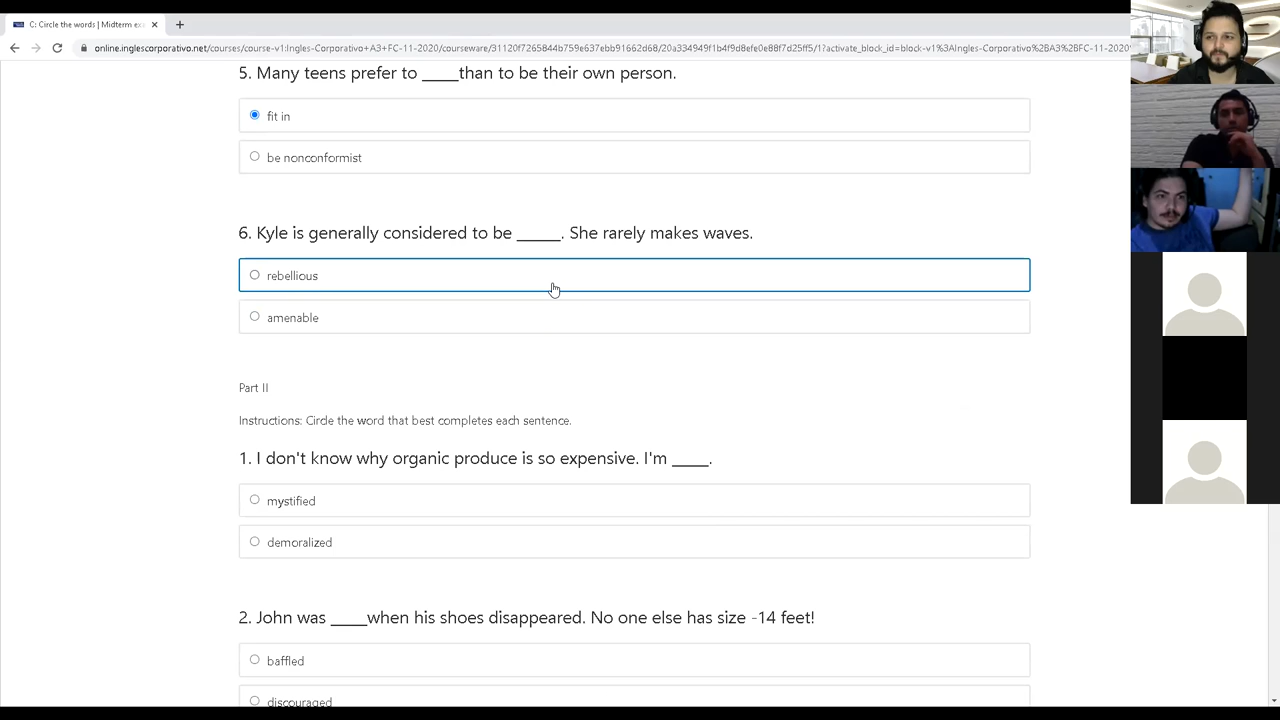 C: Circle the words | Midterm exa
online.inglescorporativo.net/courses/course-v1:Ingles-Corporativo+A3+FC-11-2020/courseware/31120f7265844b759e637ebb91662d68/20a334949f1b4f9d8efe0e88f7d25ff5/1?activate_block_id=block-v1%3AIngles-Corporativo%2BA3%2BFC-11-2020
5. Many teens prefer to _____than to be their own person.
fit in
be nonconformist
6. Kyle is generally considered to be ______. She rarely makes waves.
rebellious
amenable
Part II
Instructions: Circle the word that best completes each sentence.
1. I don't know why organic produce is so expensive. I'm _____.
mystified
demoralized
2. John was _____when his shoes disappeared. No one else has size -14 feet!
baffled
discouraged